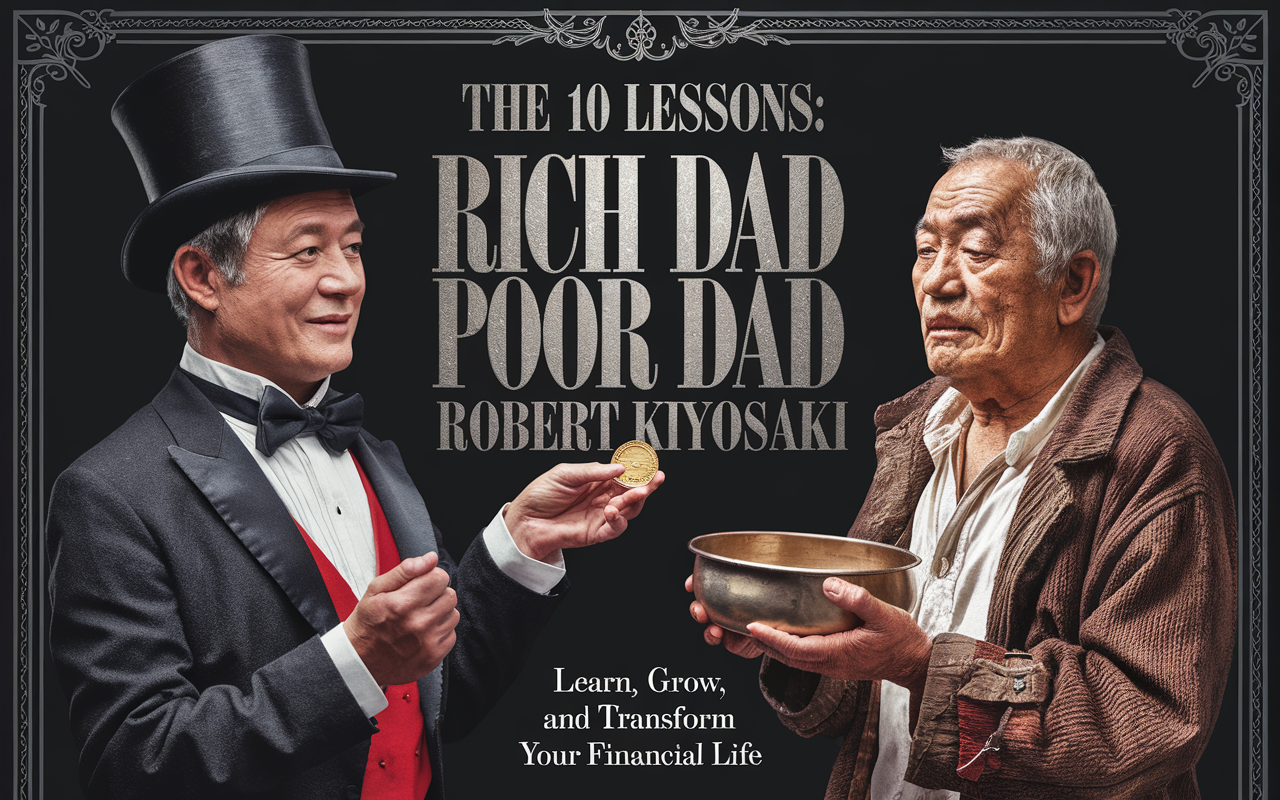 THE 10 LESSONS:
RICH DAD
POOR DAD
ROBERT KIYOSAKI
Learn, Grow,
and Transform
Your Financial Life